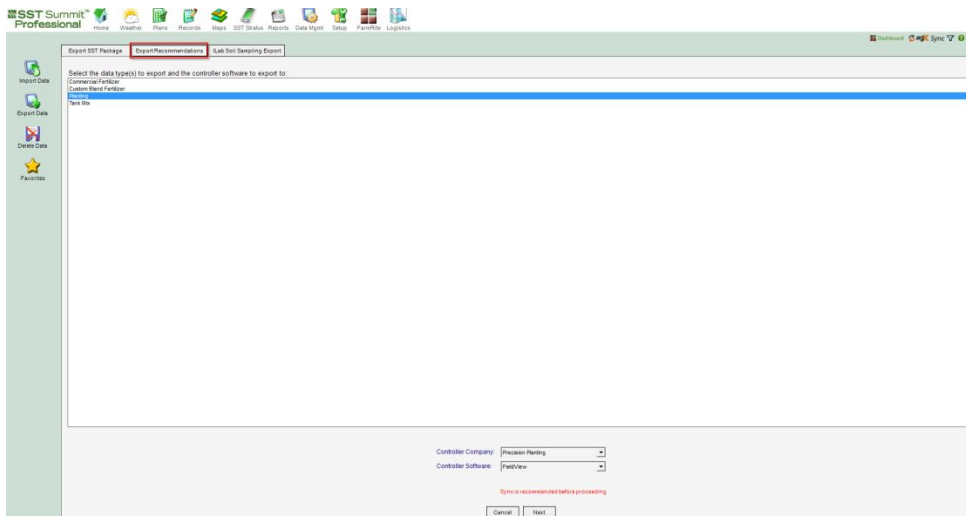 SST Summit™
Professional
Home Weather Plans Records Maps SST Stratus Reports Data Mgmt. Setup FarmRite Logistics
Dashboard agX Sync
Export SST Package Export Recommendations iLab Soil Sampling Export
Select the data type(s) to export and the controller software to export to:
Commercial Fertilizer
Custom Blend Fertilizer
Planting
Tank Mix
Import Data
Export Data
Delete Data
Favorites
Controller Company: Precision Planting
Controller Software: FieldView
Sync is recommended before proceeding
Cancel Next